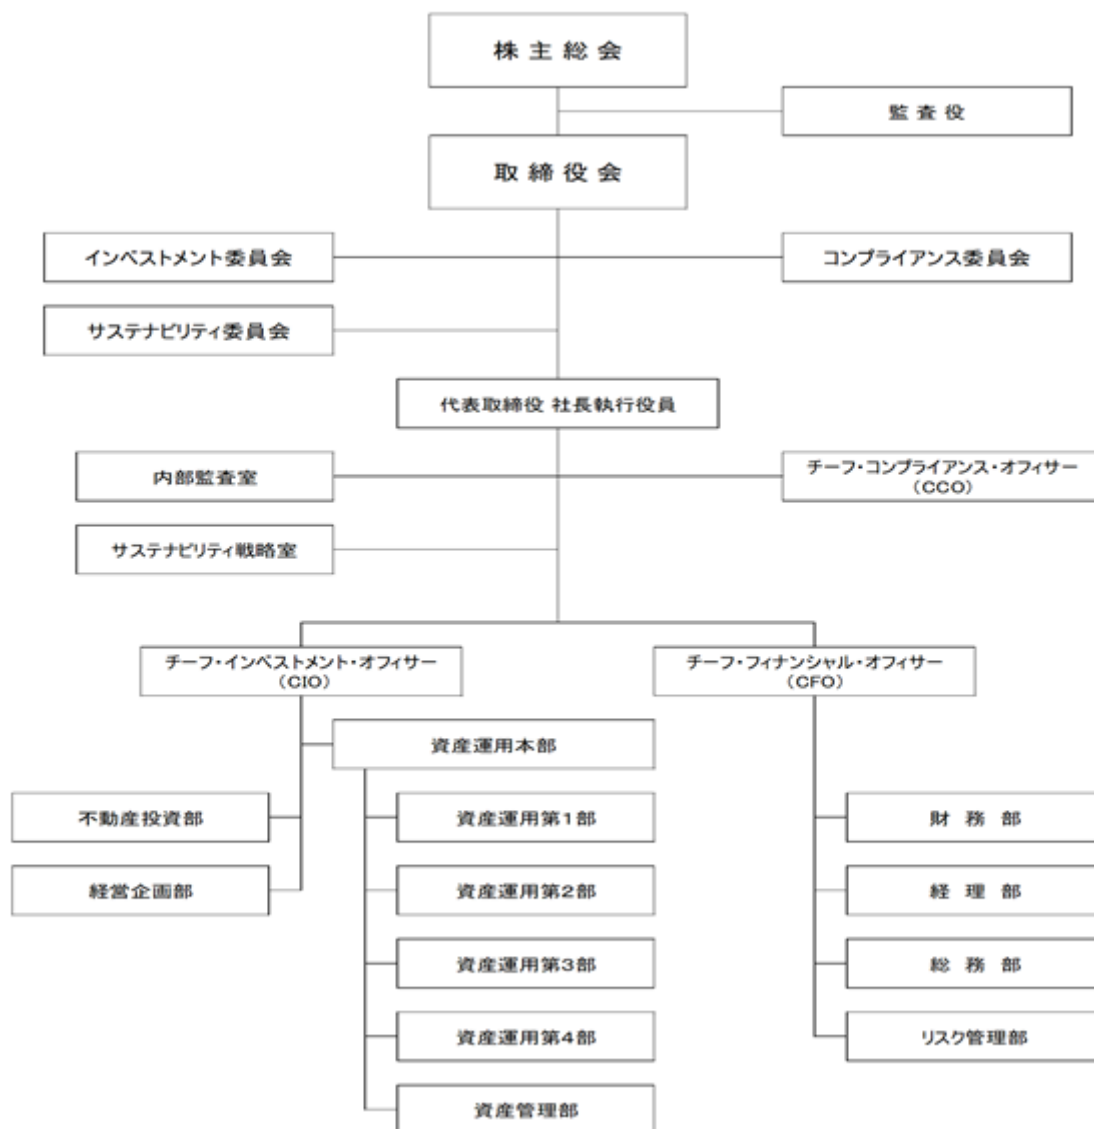 株 主 総 会
監 査 役
取 締 役 会
インベストメント委員会
コンプライアンス委員会
サステナビリティ委員会
代表取締役 社長執行役員
内部監査室
チーフ・コンプライアンス・オフィサー
(CCO)
サステナビリティ戦略室
チーフ・インベストメント・オフィサー
(CIO)
チーフ・フィナンシャル・オフィサー
(CFO)
資産運用本部
不動産投資部
資産運用第1部
財 務 部
経営企画部
資産運用第2部
経 理 部
資産運用第3部
総 務 部
資産運用第4部
リスク管理部
資産管理部